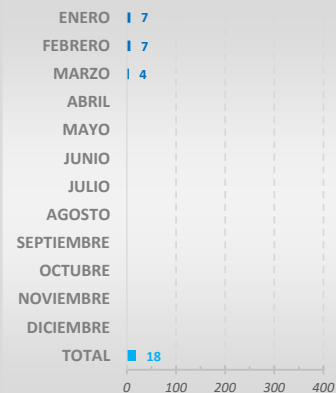 ENERO 7
FEBRERO 7
MARZO 4
ABRIL
MAYO
JUNIO
JULIO
AGOSTO
SEPTIEMBRE
OCTUBRE
NOVIEMBRE
DICIEMBRE
TOTAL 18
0 100 200 300 400